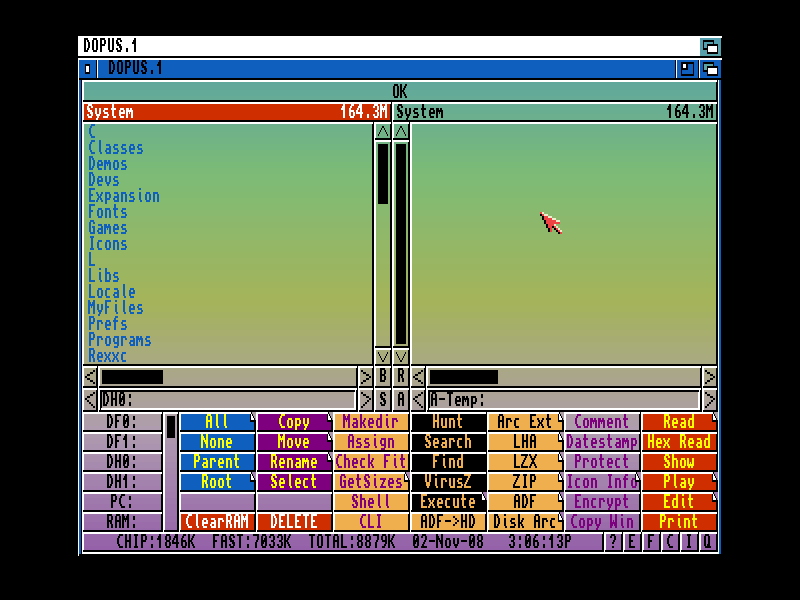 DOPUS.1
DOPUS.1
OK
System 164.3M System 164.3M
C
Classes
Demos
Devs
Expansion
Fonts
Games
Icons
L
Libs
Locale
MyFiles
Prefs
Programs
Rexxc
B R
DH0: S A A-Temp:
DF0: All Copy Makedir Hunt Arc Ext Comment Read
DF1: None Move Assign Search LHA Datestamp Hex Read
DH0: Parent Rename Check Fit Find LZX Protect Show
DH1: Root Select GetSizes VirusZ ZIP Icon Info Play
PC: Shell Execute ADF Encrypt Edit
RAM: ClearRAM DELETE CLI ADF->HD Disk Arc Copy Win Print
CHIP:1846K FAST:7033K TOTAL:8879K 02-Nov-08 3:06:13P ? E F C I Q